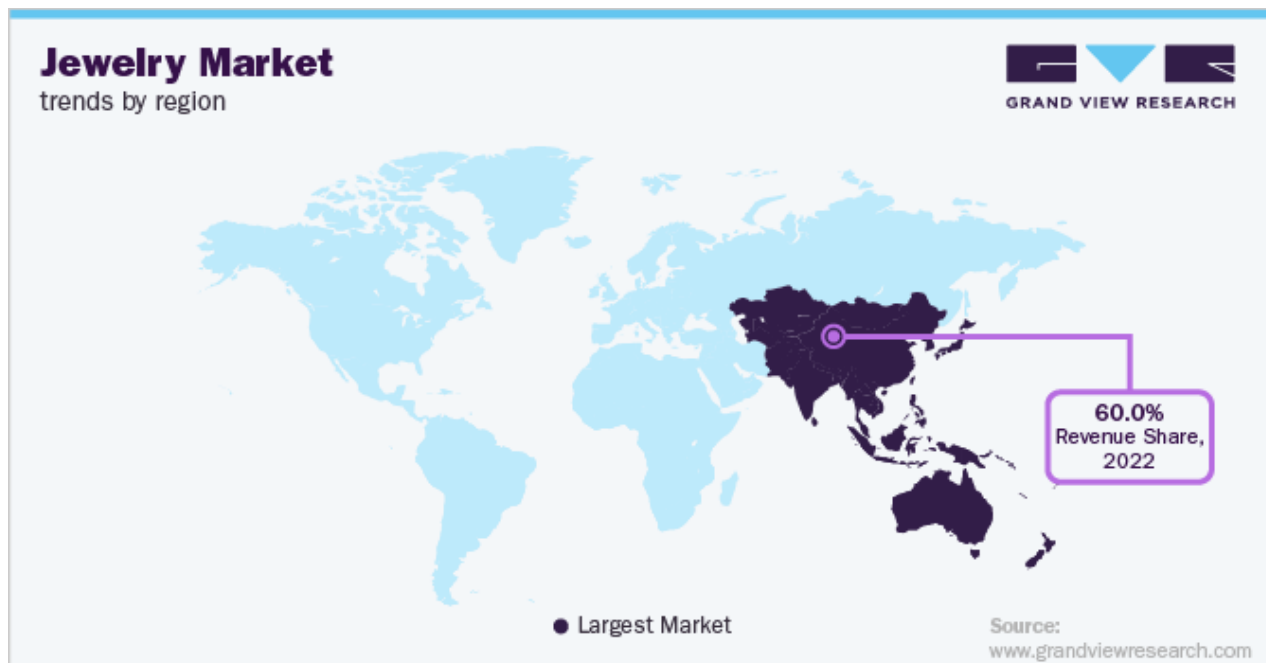 Jewelry Market
trends by region
GRAND VIEW RESEARCH
60.0%
Revenue Share,
2022
Largest Market
Source:
www.grandviewresearch.com